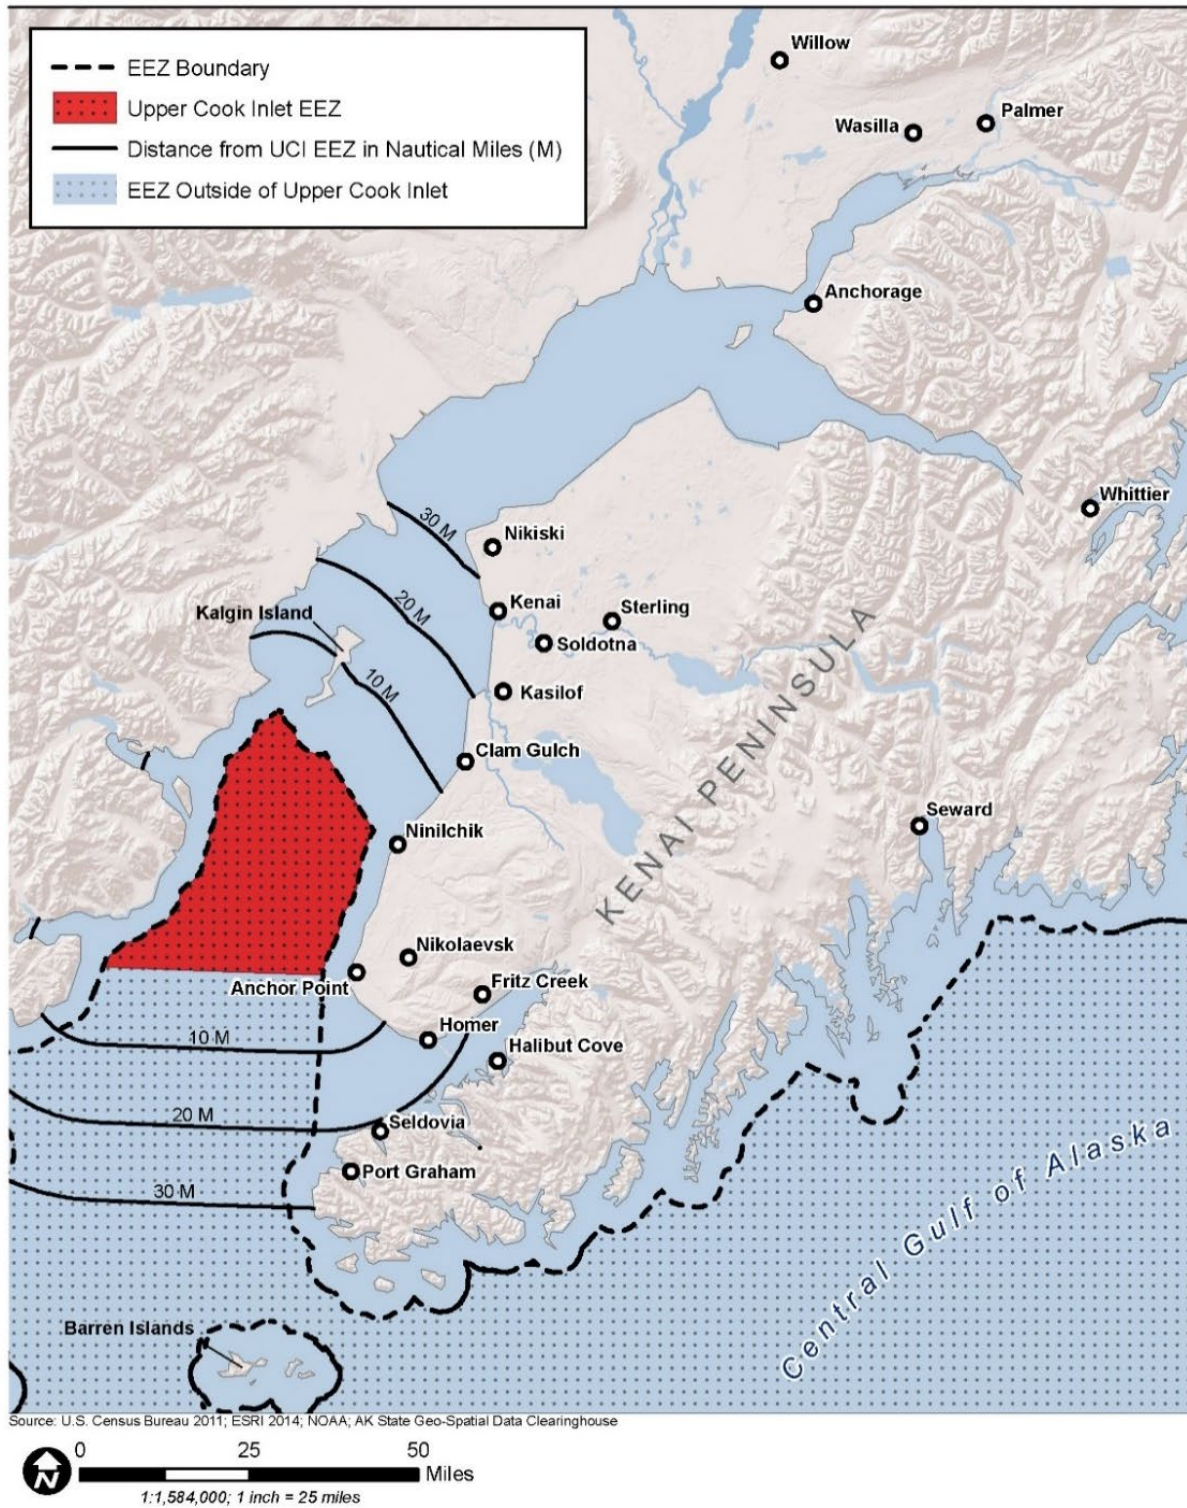 EEZ Boundary
Upper Cook Inlet EEZ
Distance from UCI EEZ in Nautical Miles (M)
EEZ Outside of Upper Cook Inlet
Willow
Palmer
Wasilla
Anchorage
Whittier
30 M
Nikiski
20 M
Kenai
Sterling
Kalgin Island
Soldotna
10 M
Kasilof
KENAI PENINSULA
Clam Gulch
Seward
Ninilchik
Nikolaevsk
Anchor Point
Fritz Creek
10 M
Homer
Halibut Cove
20 M
Seldovia
Port Graham
30 M
Central Gulf of Alaska
Barren Islands
Source: U.S. Census Bureau 2011; ESRI 2014; NOAA; AK State Geo-Spatial Data Clearinghouse
0 25 50
N
Miles
1:1,584,000; 1 inch = 25 miles